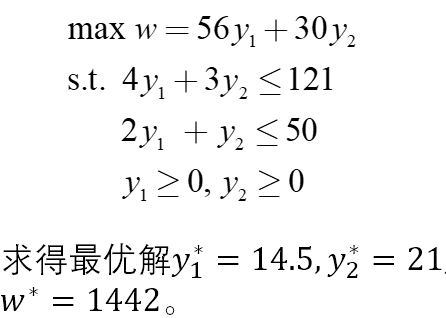 max w = 56y₁ + 30y₂
s.t. 4y₁ + 3y₂ ≤ 121
2y₁ + y₂ ≤ 50
y₁ ≥ 0, y₂ ≥ 0
求得最优解y₁* = 14.5, y₂* = 21,
w* = 1442。